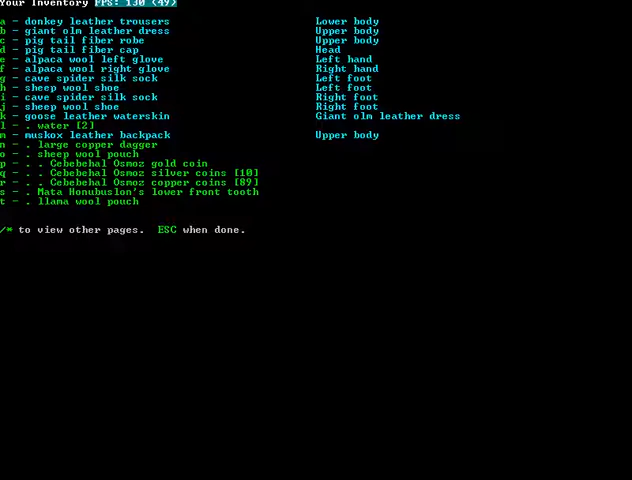 Your Inventory FPS: 130 (49)
a - donkey leather trousers Lower body
b - giant olm leather dress Upper body
c - pig tail fiber robe Upper body
d - pig tail fiber cap Head
e - alpaca wool left glove Left hand
f - alpaca wool right glove Right hand
g - cave spider silk sock Left foot
h - sheep wool shoe Left foot
i - cave spider silk sock Right foot
j - sheep wool shoe Right foot
k - goose leather waterskin Giant olm leather dress
l - . water [2]
m - muskox leather backpack Upper body
n - . large copper dagger
o - . sheep wool pouch
p - . . Cebebehal Osmoz gold coin
q - . . Cebebehal Osmoz silver coins [10]
r - . . Cebebehal Osmoz copper coins [89]
s - . Mata Honubuslon's lower front tooth
t - . llama wool pouch
/* to view other pages.  ESC when done.